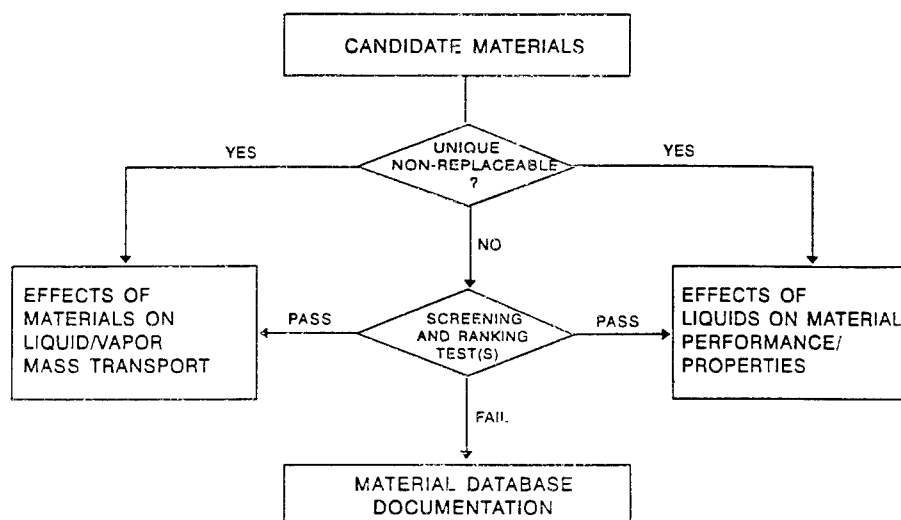 CANDIDATE MATERIALS
YES
UNIQUE
NON-REPLACEABLE
?
YES
NO
EFFECTS OF
MATERIALS ON
LIQUID/VAPOR
MASS TRANSPORT
PASS
SCREENING
AND RANKING
TEST(S)
PASS
EFFECTS OF
LIQUIDS ON MATERIAL
PERFORMANCE/
PROPERTIES
FAIL
MATERIAL DATABASE
DOCUMENTATION